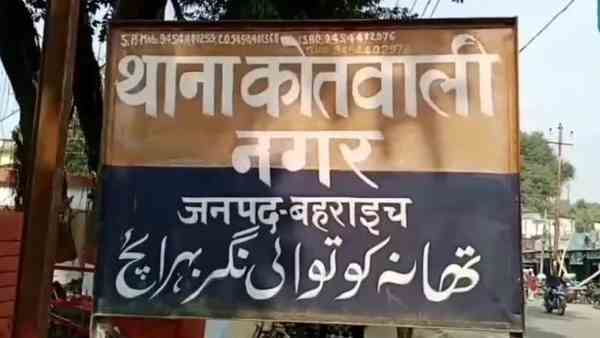 थाना कोतवाली
नगर
जनपद-बहराइच
تھانہ کوتوالی نگر بہرائچ